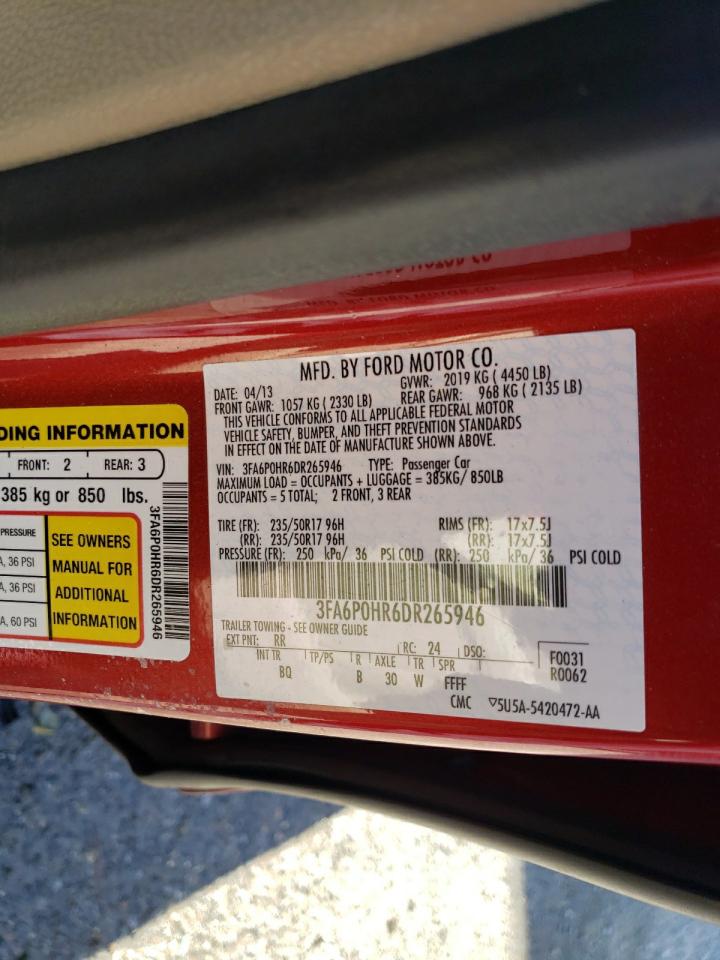 MFD. BY FORD MOTOR CO.
DATE: 04/13
GVWR: 2019 KG ( 4450 LB)
FRONT GAWR: 1057 KG ( 2330 LB)
REAR GAWR: 968 KG ( 2135 LB)
THIS VEHICLE CONFORMS TO ALL APPLICABLE FEDERAL MOTOR
VEHICLE SAFETY, BUMPER, AND THEFT PREVENTION STANDARDS
IN EFFECT ON THE DATE OF MANUFACTURE SHOWN ABOVE.
VIN: 3FA6P0HR6DR265946 TYPE: Passenger Car
MAXIMUM LOAD = OCCUPANTS + LUGGAGE = 385KG/ 850LB
OCCUPANTS = 5 TOTAL; 2 FRONT, 3 REAR
TIRE (FR): 235/50R17 96H RIMS (FR): 17x7.5J
(RR): 235/50R17 96H (RR): 17x7.5J
PRESSURE (FR): 250 kPa/ 36 PSI COLD (RR): 250 kPa/ 36 PSI COLD
3FA6P0HR6DR265946
TRAILER TOWING - SEE OWNER GUIDE
EXT PNT: RR RC: 24 DSO:
F0031
R0062
INT TR TP/PS R AXLE TR SPR
BQ B 30 W FFFF
CMC ▽5U5A-5420472-AA
DING INFORMATION
FRONT: 2 REAR: 3
385 kg or 850 lbs.
PRESSURE
A, 36 PSI
A, 36 PSI
A, 60 PSI
SEE OWNERS
MANUAL FOR
ADDITIONAL
INFORMATION
3FA6P0HR6DR265946